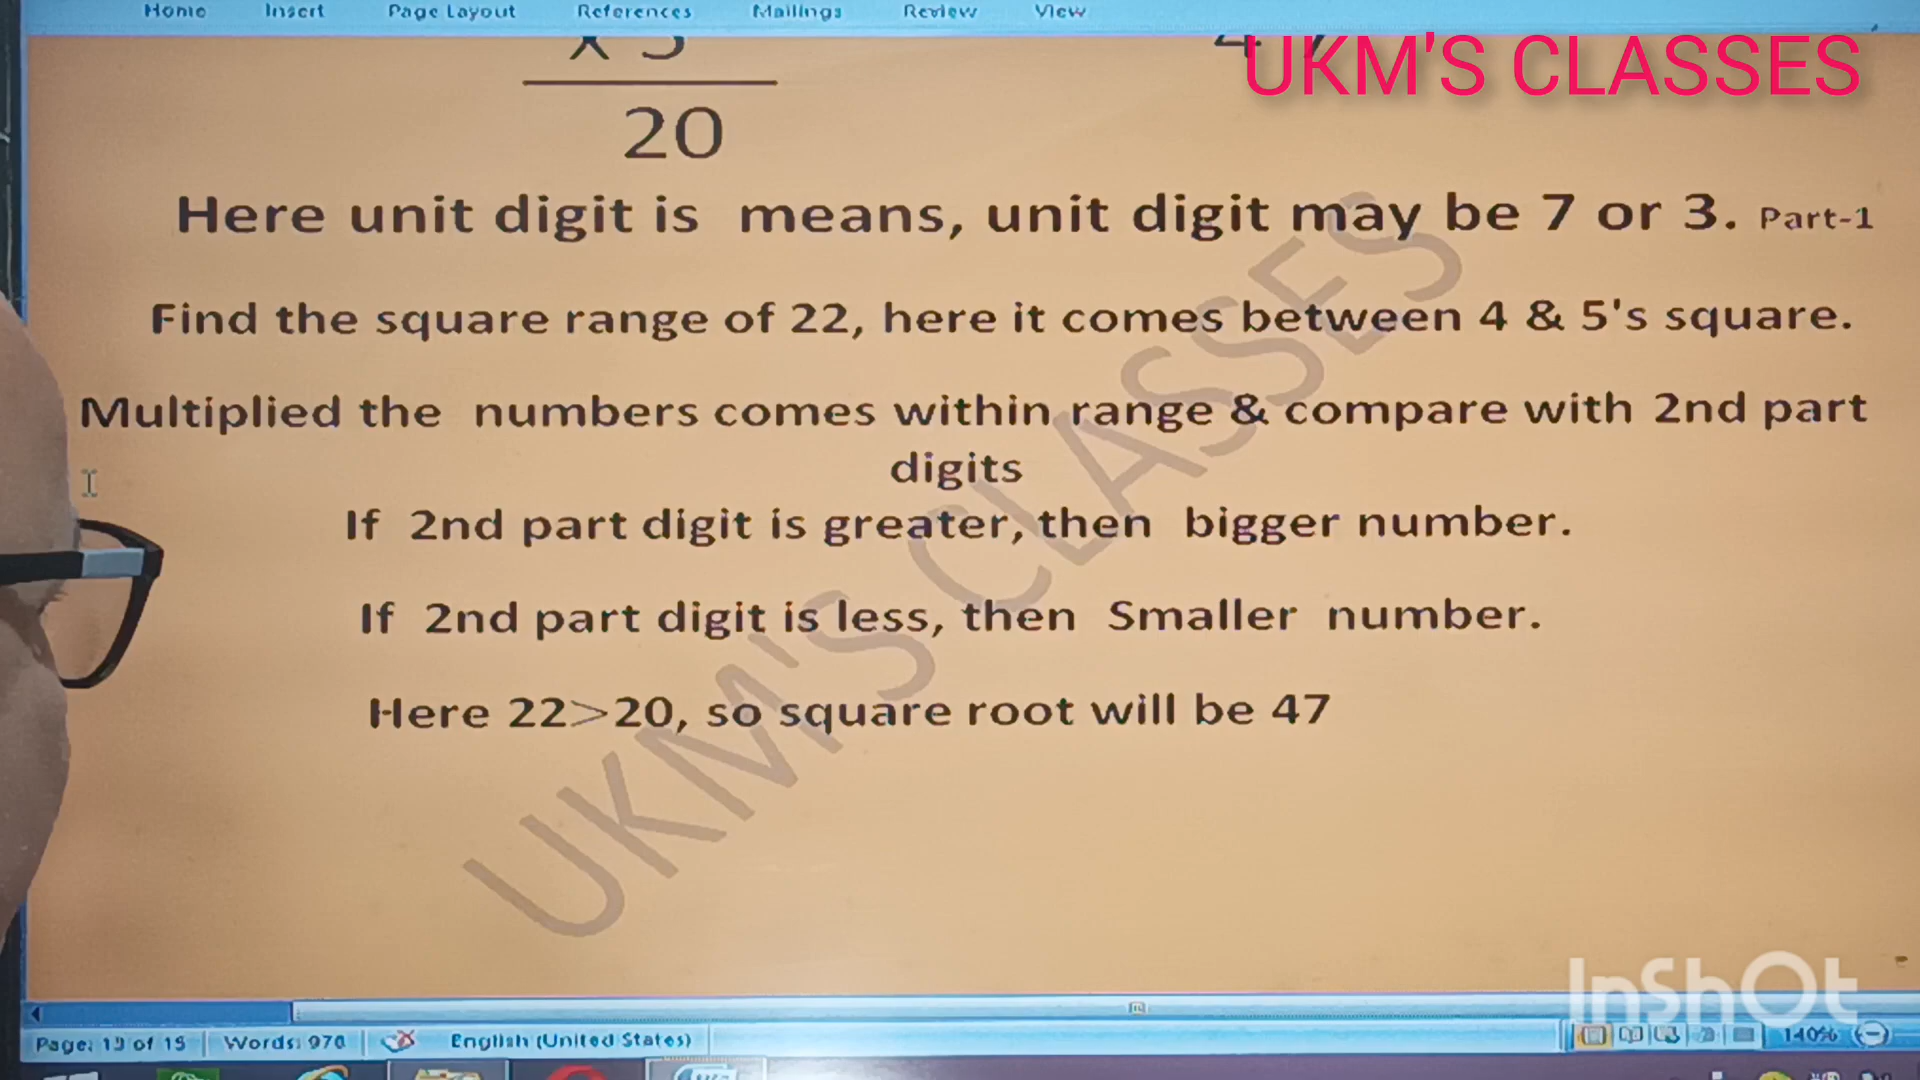 Home Insert Page Layout References Mailings Review View
UKM'S CLASSES
20
Here unit digit is means, unit digit may be 7 or 3. Part-1
Find the square range of 22, here it comes between 4 & 5's square.
Multiplied the numbers comes within range & compare with 2nd part
digits
If 2nd part digit is greater, then bigger number.
If 2nd part digit is less, then Smaller number.
Here 22>20, so square root will be 47
UKM'S CLASSES
InShOt
Page: of 15 Words: 970 English (United States) 140%